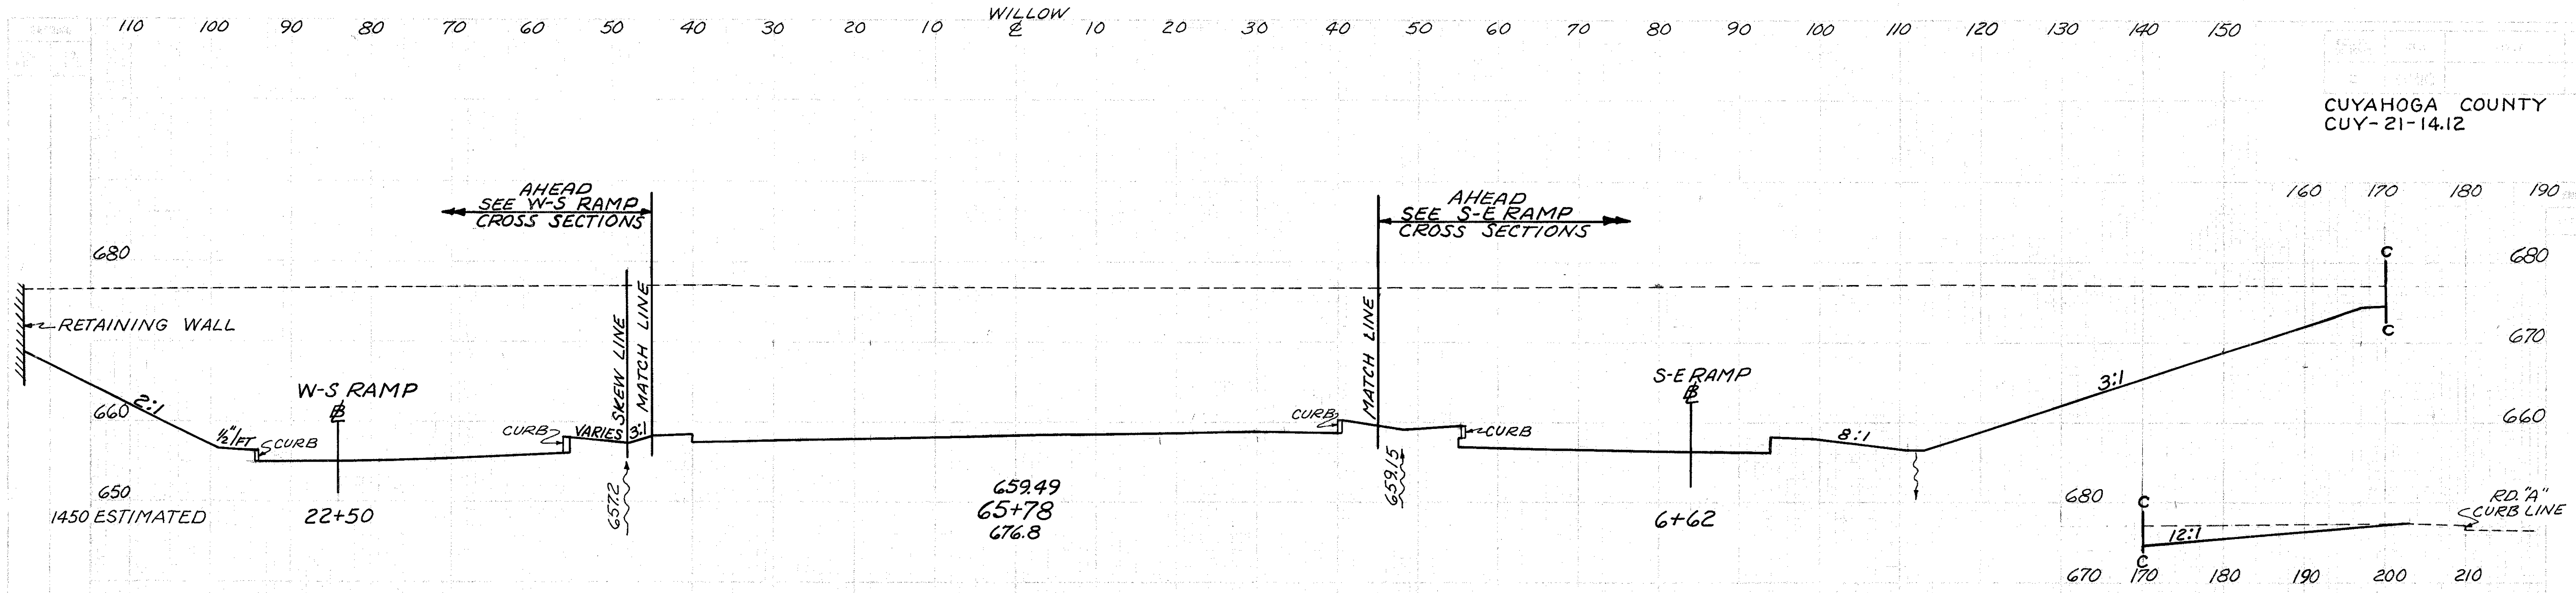 WILLOW
110 100 90 80 70 60 50 40 30 20 10 ℄ 10 20 30 40 50 60 70 80 90 100 110 120 130 140 150
CUYAHOGA COUNTY
CUY-21-14.12
160 170 180 190
AHEAD
SEE W-S RAMP
CROSS SECTIONS
AHEAD
SEE S-E RAMP
CROSS SECTIONS
680
C
680
RETAINING WALL
SKEW LINE
MATCH LINE
MATCH LINE
C
670
W-S RAMP
B
S-E RAMP
B
2:1
660
1/2"/FT
CURB
CURB
VARIES
3:1
CURB
CURB
8:1
3:1
660
650
1450 ESTIMATED
22+50
657.2
659.49
65+78
676.8
659.15
6+62
680
C
12:1
C
RD. "A"
CURB LINE
670 170 180 190 200 210